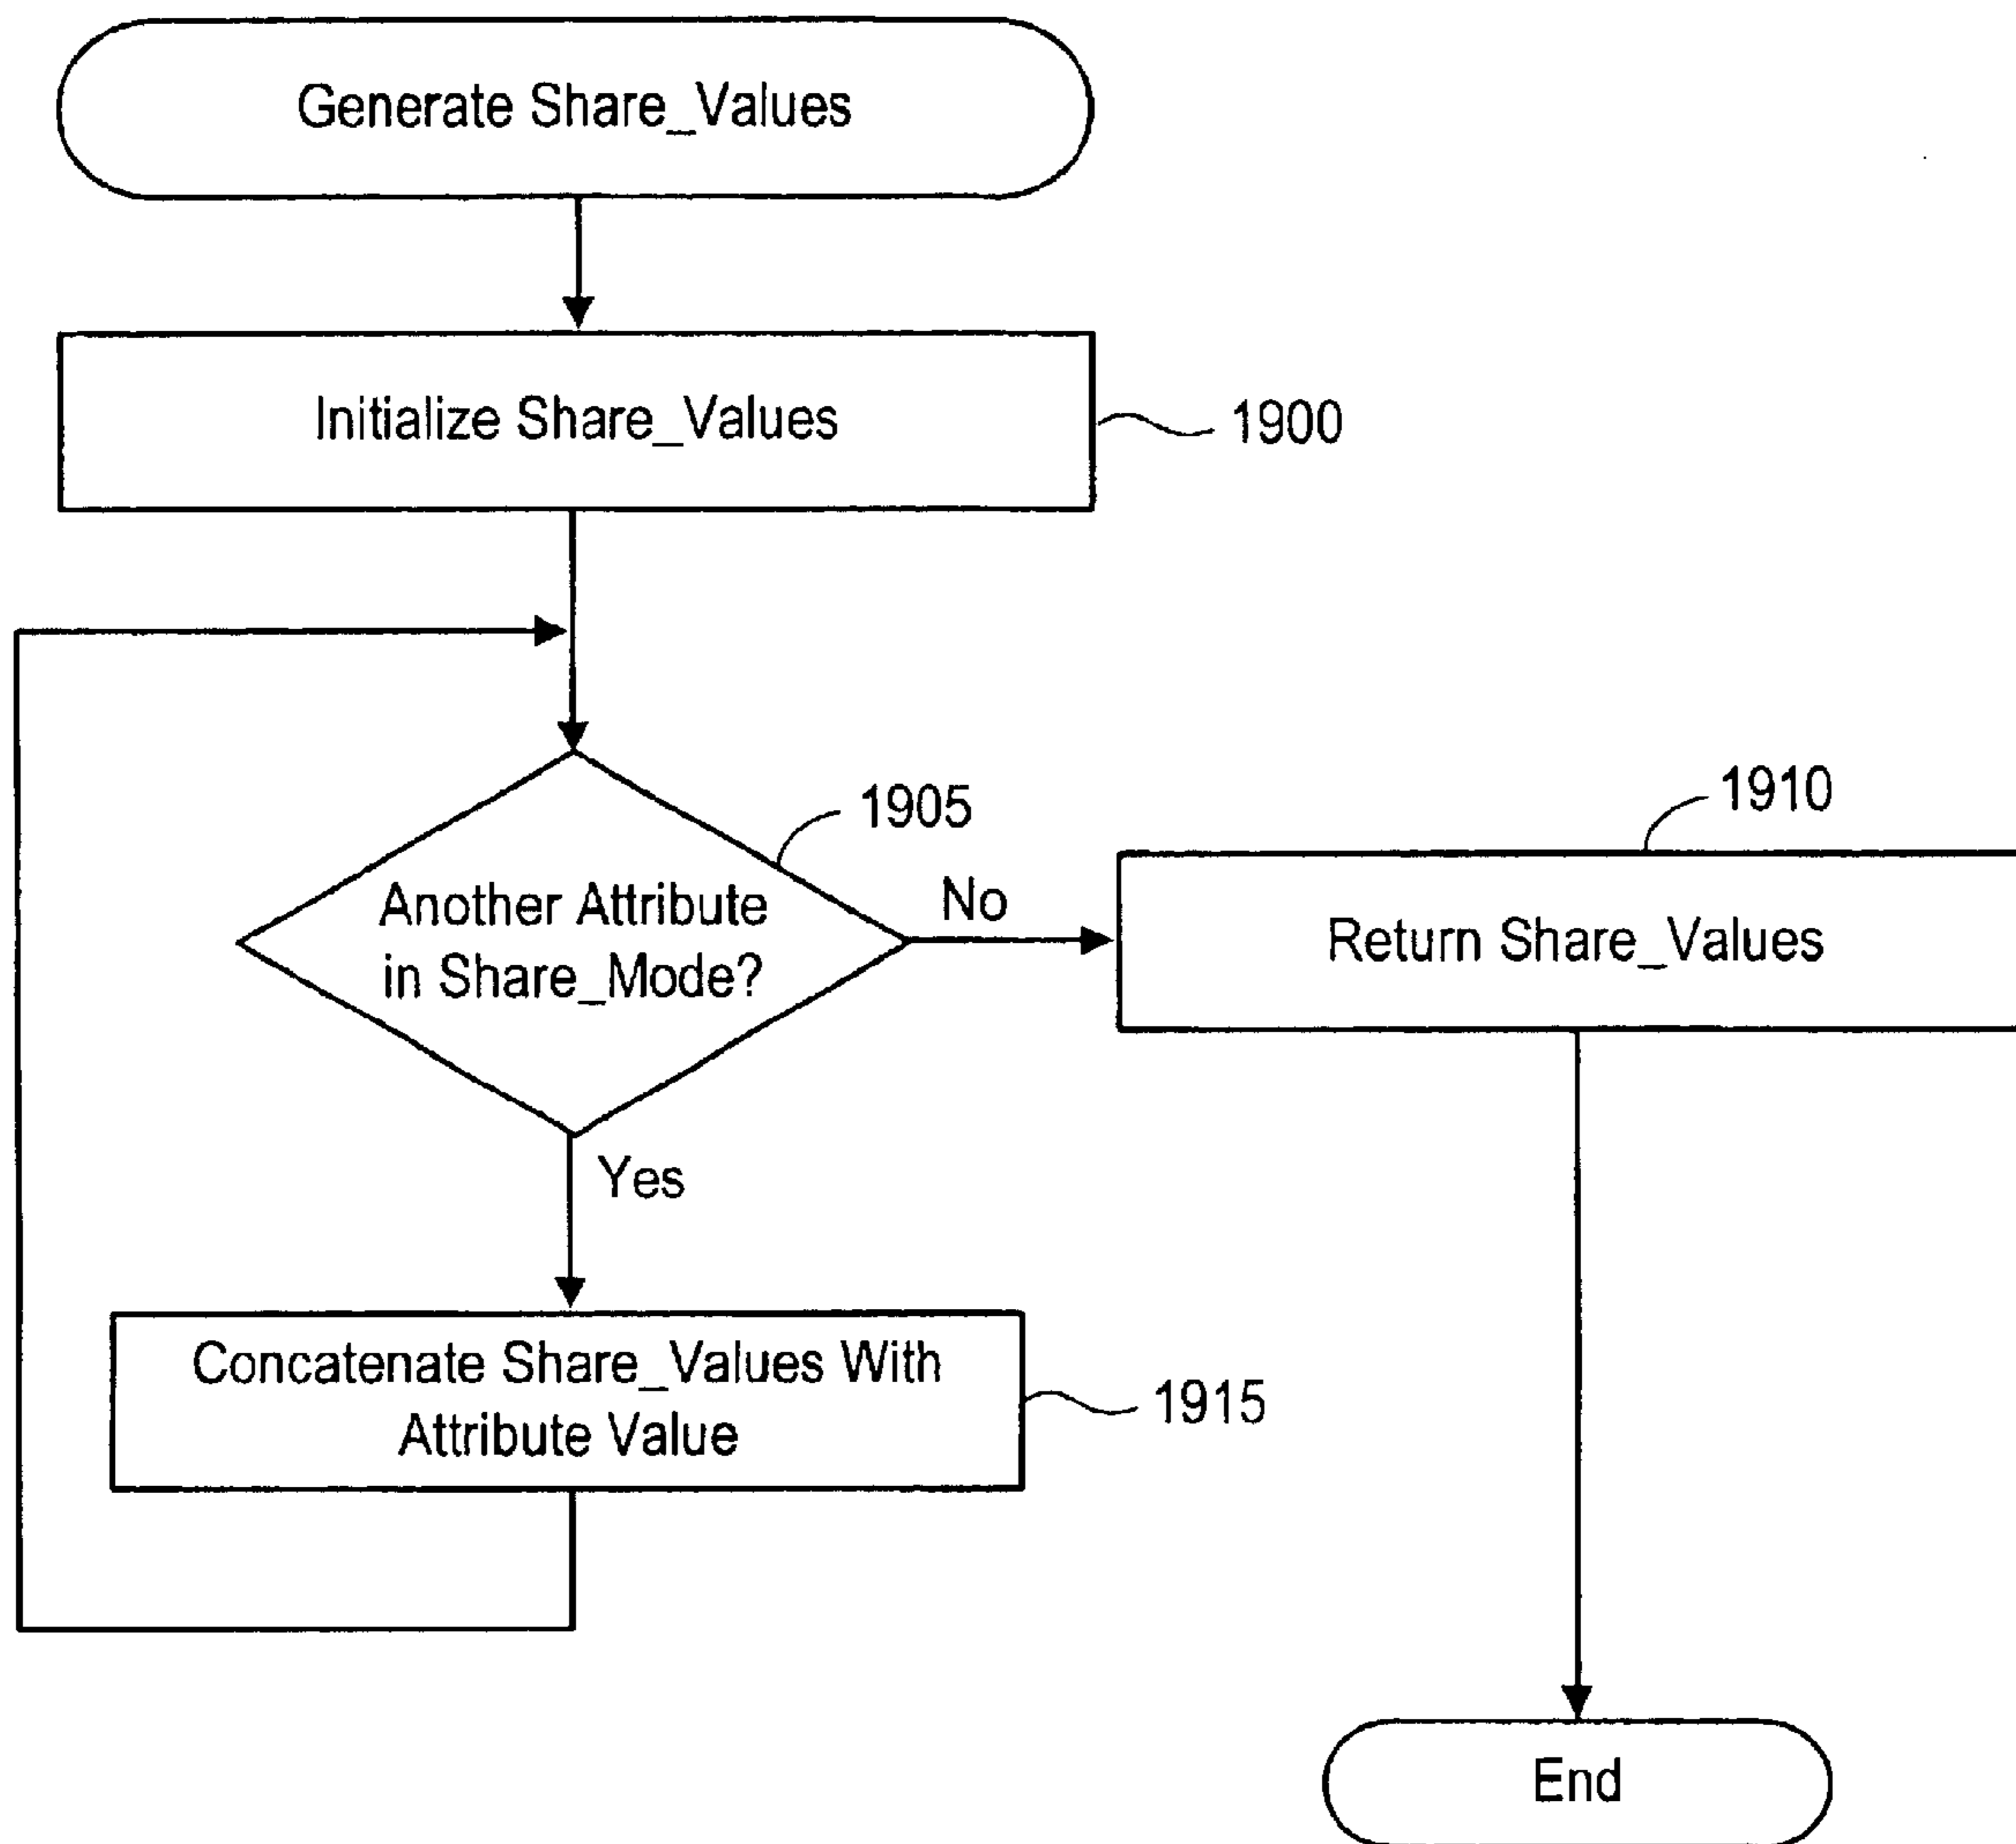 Generate Share_Values
Initialize Share_Values
1900
1905
Another Attribute
in Share_Mode?
No
1910
Return Share_Values
Yes
Concatenate Share_Values With
Attribute Value
1915
End